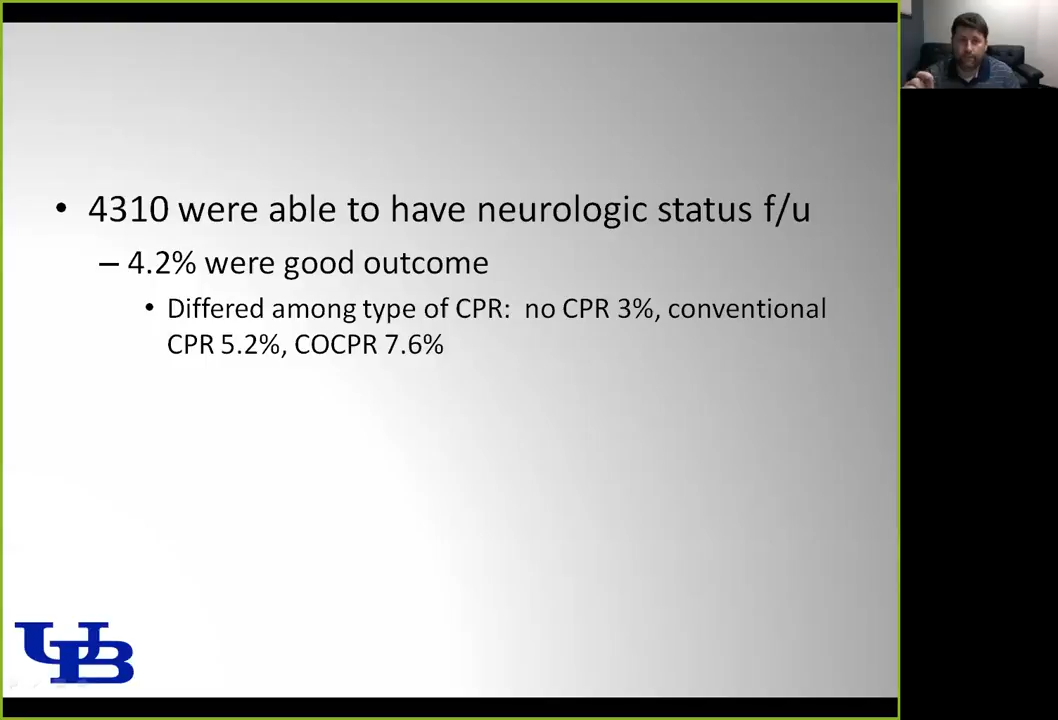 4310 were able to have neurologic status f/u
4.2% were good outcome
Differed among type of CPR: no CPR 3%, conventional
CPR 5.2%, COCPR 7.6%
UB